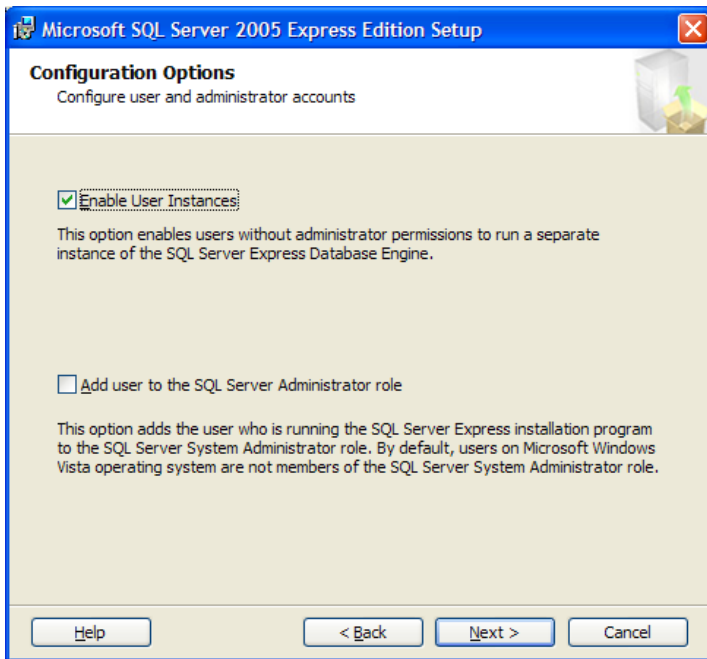 Microsoft SQL Server 2005 Express Edition Setup
Configuration Options
Configure user and administrator accounts
Enable User Instances
This option enables users without administrator permissions to run a separate
instance of the SQL Server Express Database Engine.
Add user to the SQL Server Administrator role
This option adds the user who is running the SQL Server Express installation program
to the SQL Server System Administrator role. By default, users on Microsoft Windows
Vista operating system are not members of the SQL Server System Administrator role.
Help
< Back
Next >
Cancel